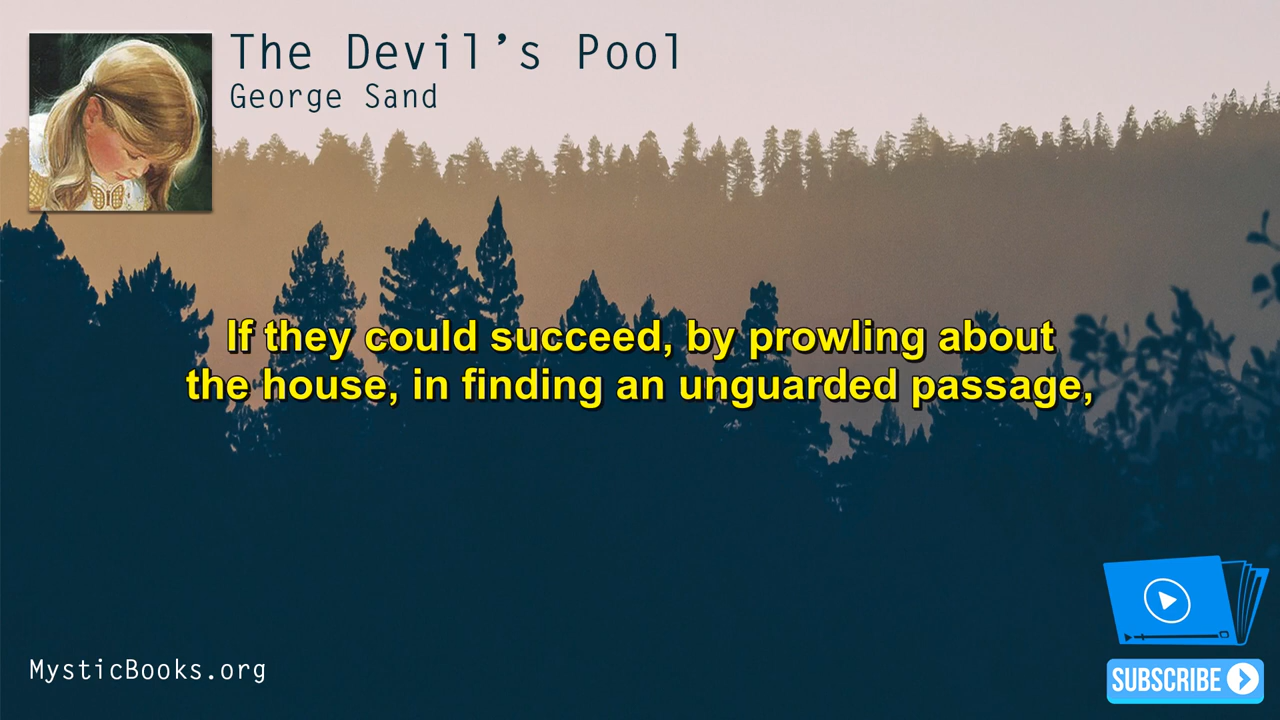 The Devil’s Pool
George Sand
If they could succeed, by prowling about
the house, in finding an unguarded passage,
MysticBooks.org
SUBSCRIBE